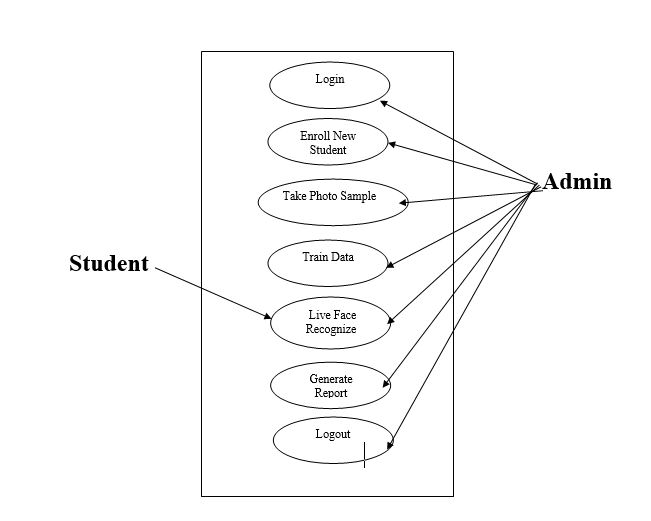 Login
Enroll New
Student
Take Photo Sample
Admin
Train Data
Student
Live Face
Recognize
Generate
Report
Logout